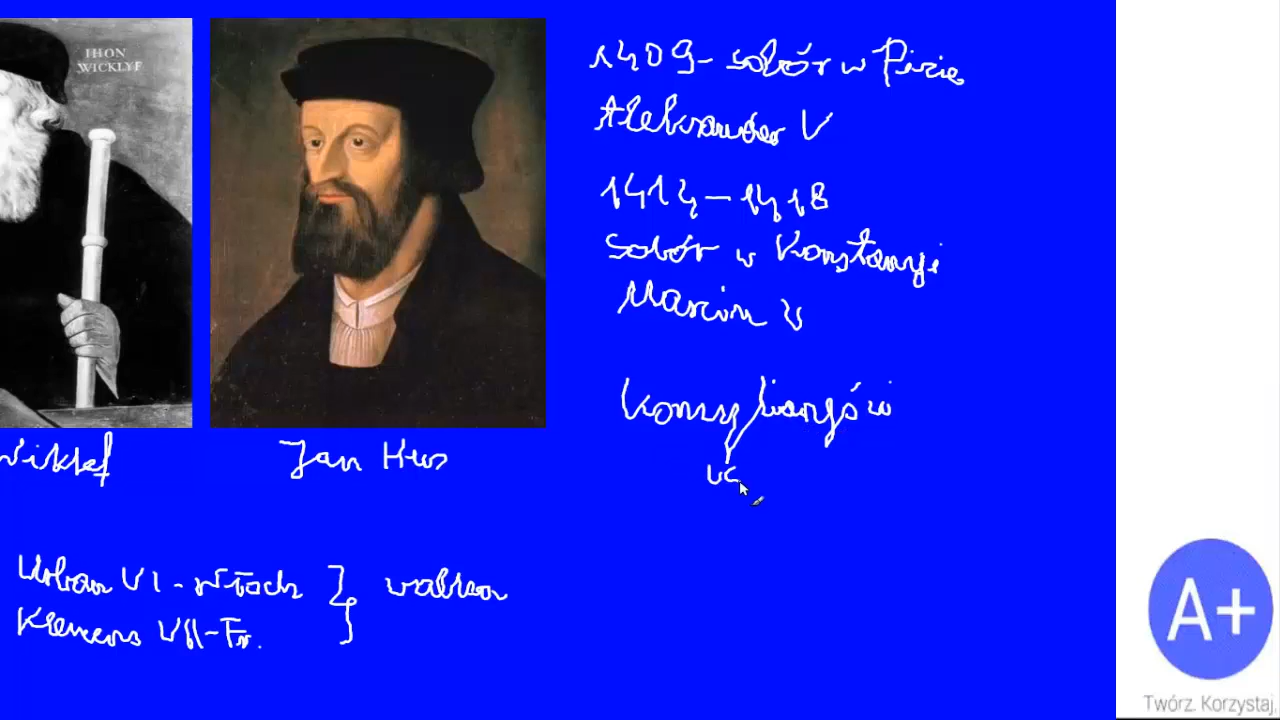 IHON
WICKLYF
Wiklef
Jan Hus
Urban VI - Włoch
Klemens VII - Fr.
walka
1409 - sobór w Pizie
Aleksander V
1414 - 1418
Sobór w Konstancji
Marcin V
A+
Twórz. Korzystaj.